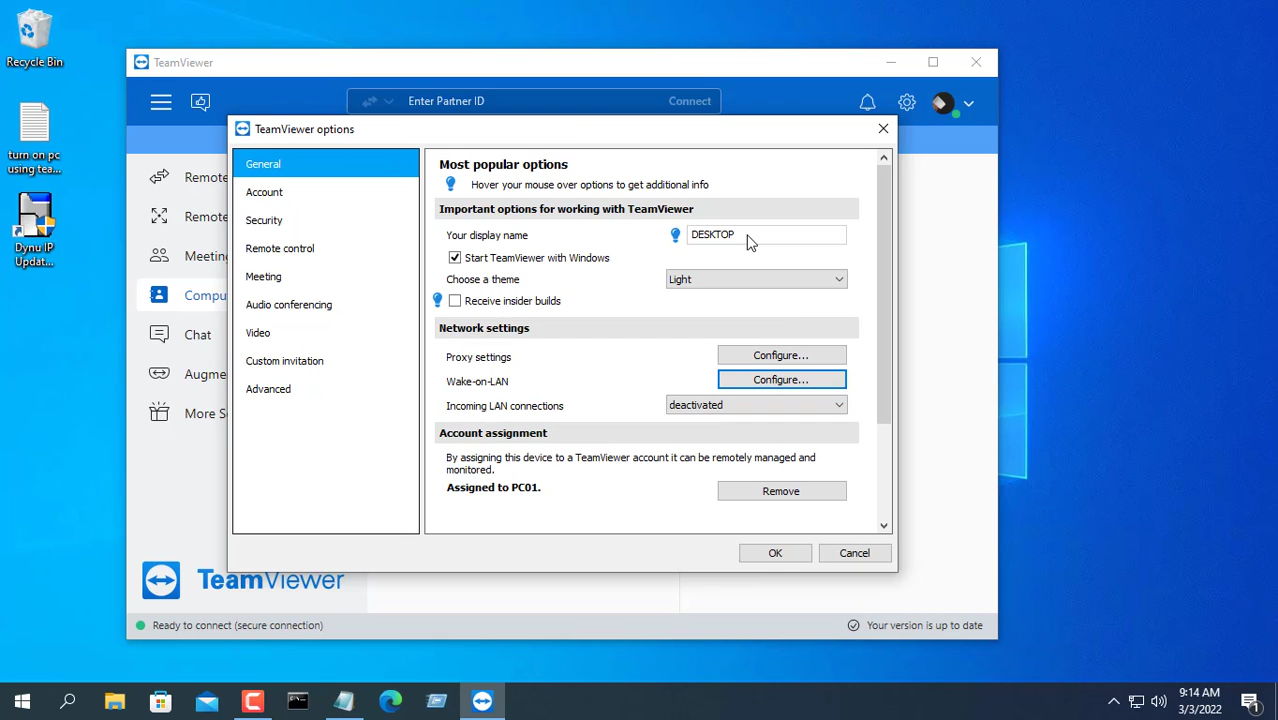 Recycle Bin
turn on pc
using tea...
Dynu IP
Updat...
TeamViewer
Enter Partner ID
Connect
TeamViewer options
Remote
Remote
Meeting
Compu
Chat
Augme
More S
General
Account
Security
Remote control
Meeting
Audio conferencing
Video
Custom invitation
Advanced
Most popular options
Hover your mouse over options to get additional info
Important options for working with TeamViewer
Your display name
DESKTOP
Start TeamViewer with Windows
Choose a theme
Light
Receive insider builds
Network settings
Proxy settings
Configure...
Wake-on-LAN
Configure...
Incoming LAN connections
deactivated
Account assignment
By assigning this device to a TeamViewer account it can be remotely managed and
monitored.
Assigned to PC01.
Remove
OK
Cancel
TeamViewer
Ready to connect (secure connection)
Your version is up to date
9:14 AM
3/3/2022
1